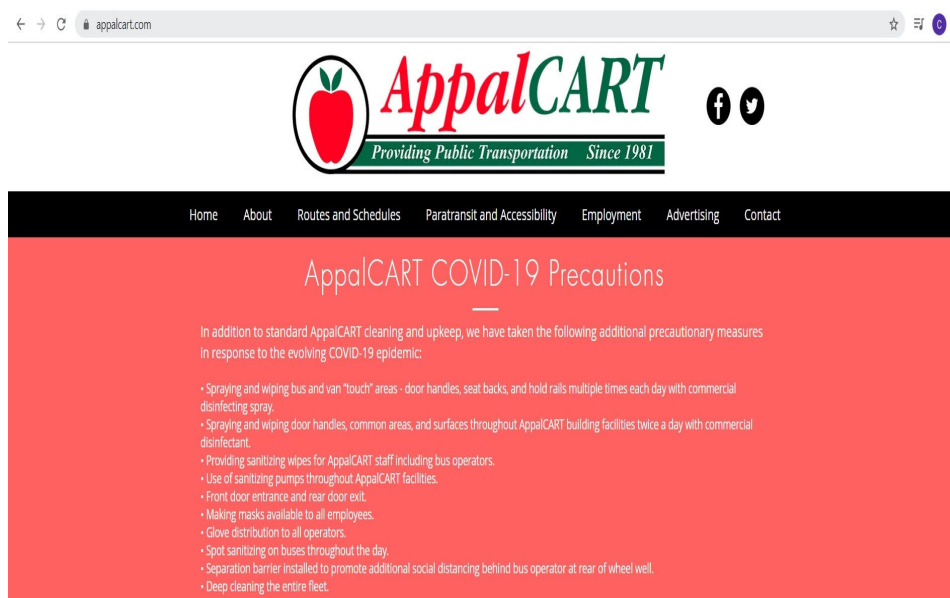 appalcart.com
C
AppalCART
Providing Public Transportation Since 1981
Home About Routes and Schedules Paratransit and Accessibility Employment Advertising Contact
AppalCART COVID-19 Precautions
In addition to standard AppalCART cleaning and upkeep, we have taken the following additional precautionary measures
in response to the evolving COVID-19 epidemic:
• Spraying and wiping bus and van “touch” areas - door handles, seat backs, and hold rails multiple times each day with commercial
disinfecting spray.
• Spraying and wiping door handles, common areas, and surfaces throughout AppalCART building facilities twice a day with commercial
disinfectant.
• Providing sanitizing wipes for AppalCART staff including bus operators.
• Use of sanitizing pumps throughout AppalCART facilities.
• Front door entrance and rear door exit.
• Making masks available to all employees.
• Glove distribution to all operators.
• Spot sanitizing on buses throughout the day.
• Separation barrier installed to promote additional social distancing behind bus operator at rear of wheel well.
• Deep cleaning the entire fleet.